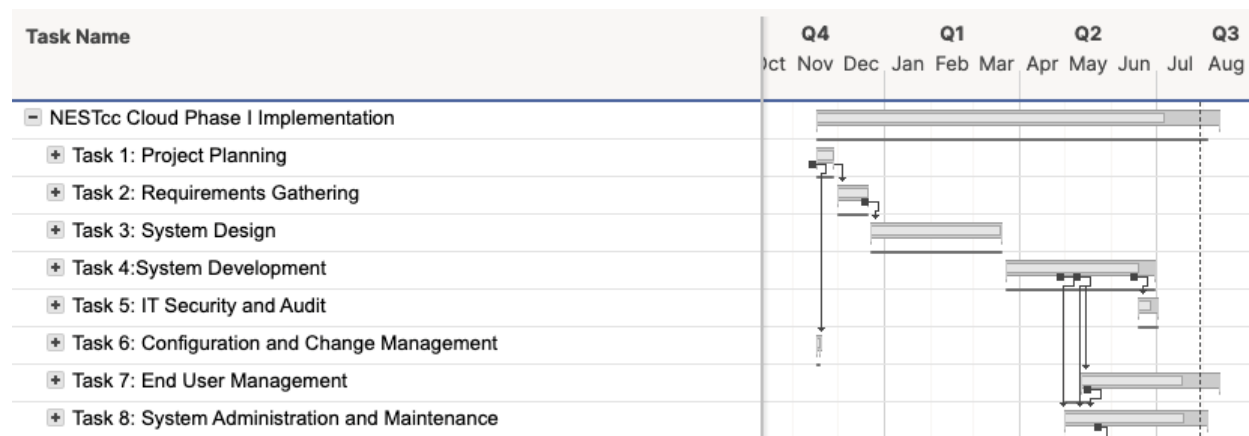 Task Name
Q4 Q1 Q2 Q3
Oct Nov Dec Jan Feb Mar Apr May Jun Jul Aug
NESTcc Cloud Phase I Implementation
Task 1: Project Planning
Task 2: Requirements Gathering
Task 3: System Design
Task 4:System Development
Task 5: IT Security and Audit
Task 6: Configuration and Change Management
Task 7: End User Management
Task 8: System Administration and Maintenance